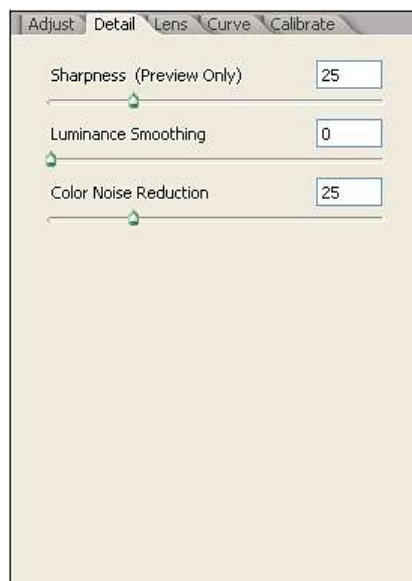 Adjust Detail Lens Curve Calibrate
Sharpness (Preview Only) 25
Luminance Smoothing 0
Color Noise Reduction 25